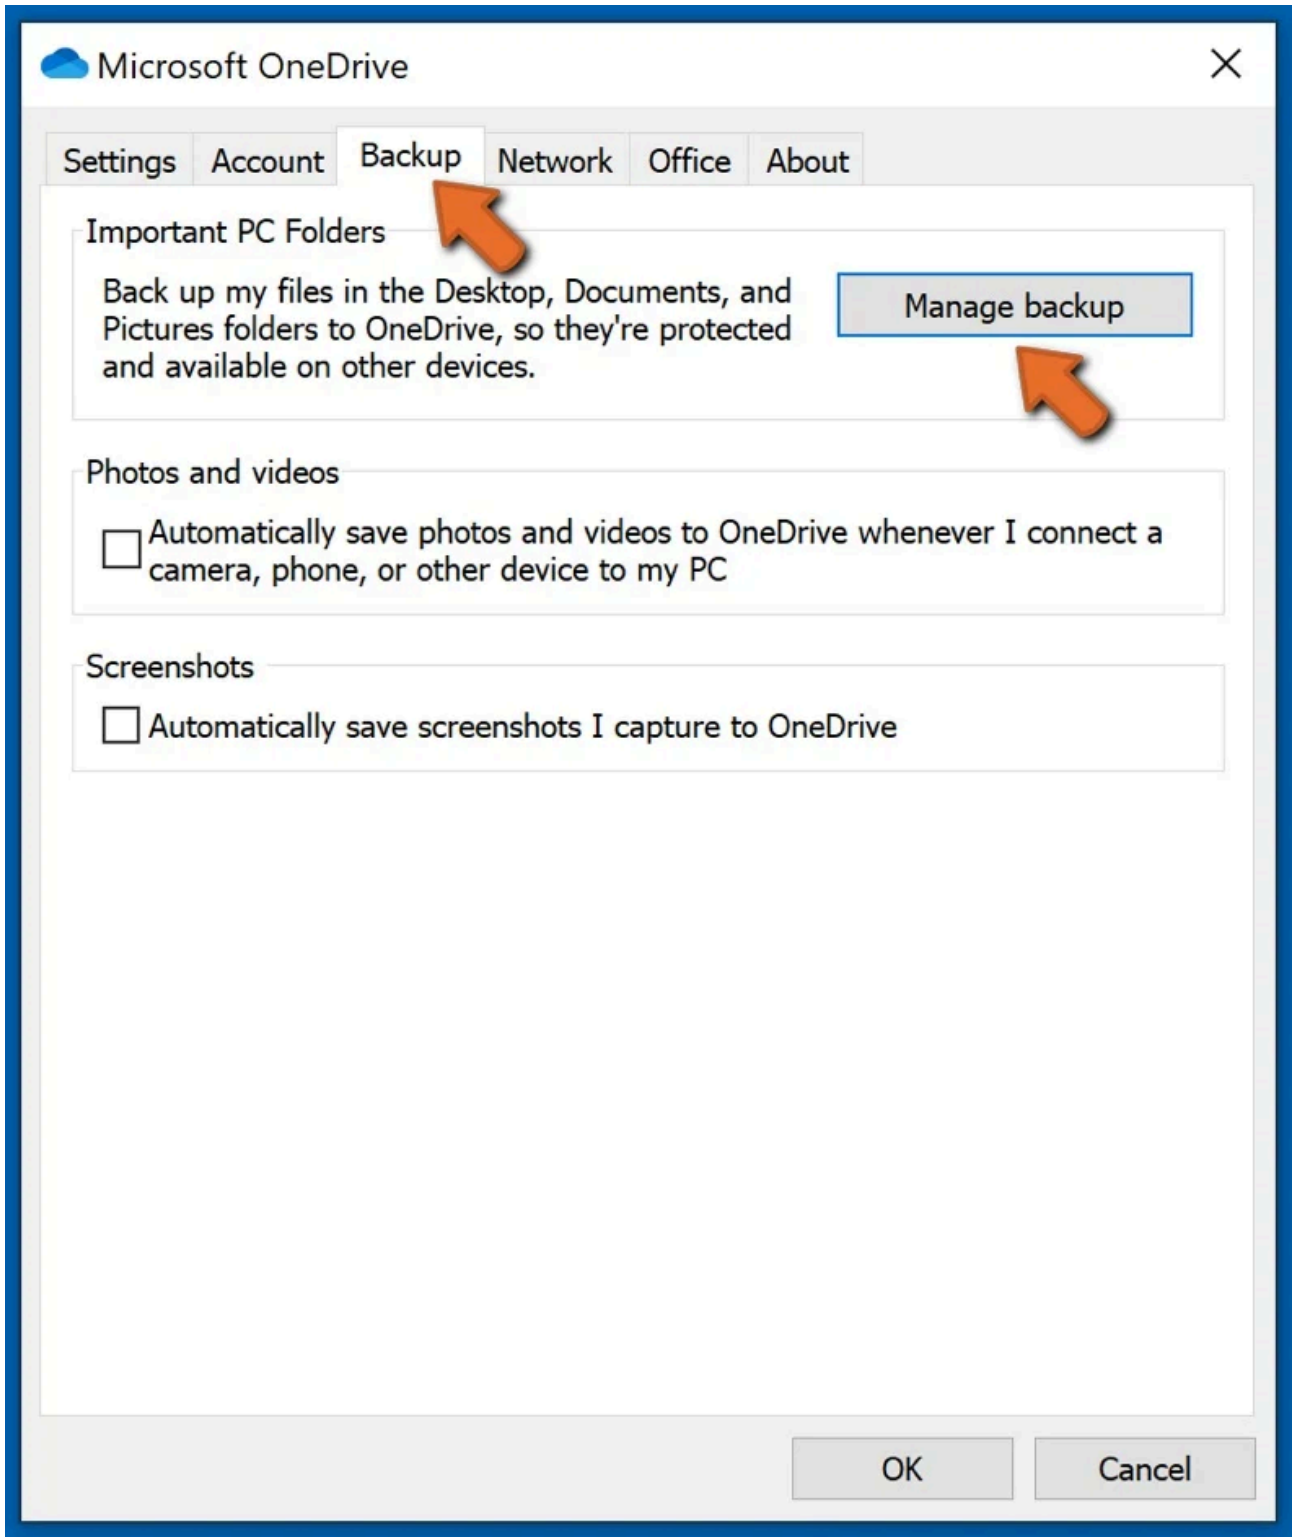 Microsoft OneDrive
Settings Account Backup Network Office About
Important PC Folders
Back up my files in the Desktop, Documents, and
Pictures folders to OneDrive, so they're protected
and available on other devices.
Manage backup
Photos and videos
Automatically save photos and videos to OneDrive whenever I connect a
camera, phone, or other device to my PC
Screenshots
Automatically save screenshots I capture to OneDrive
OK Cancel